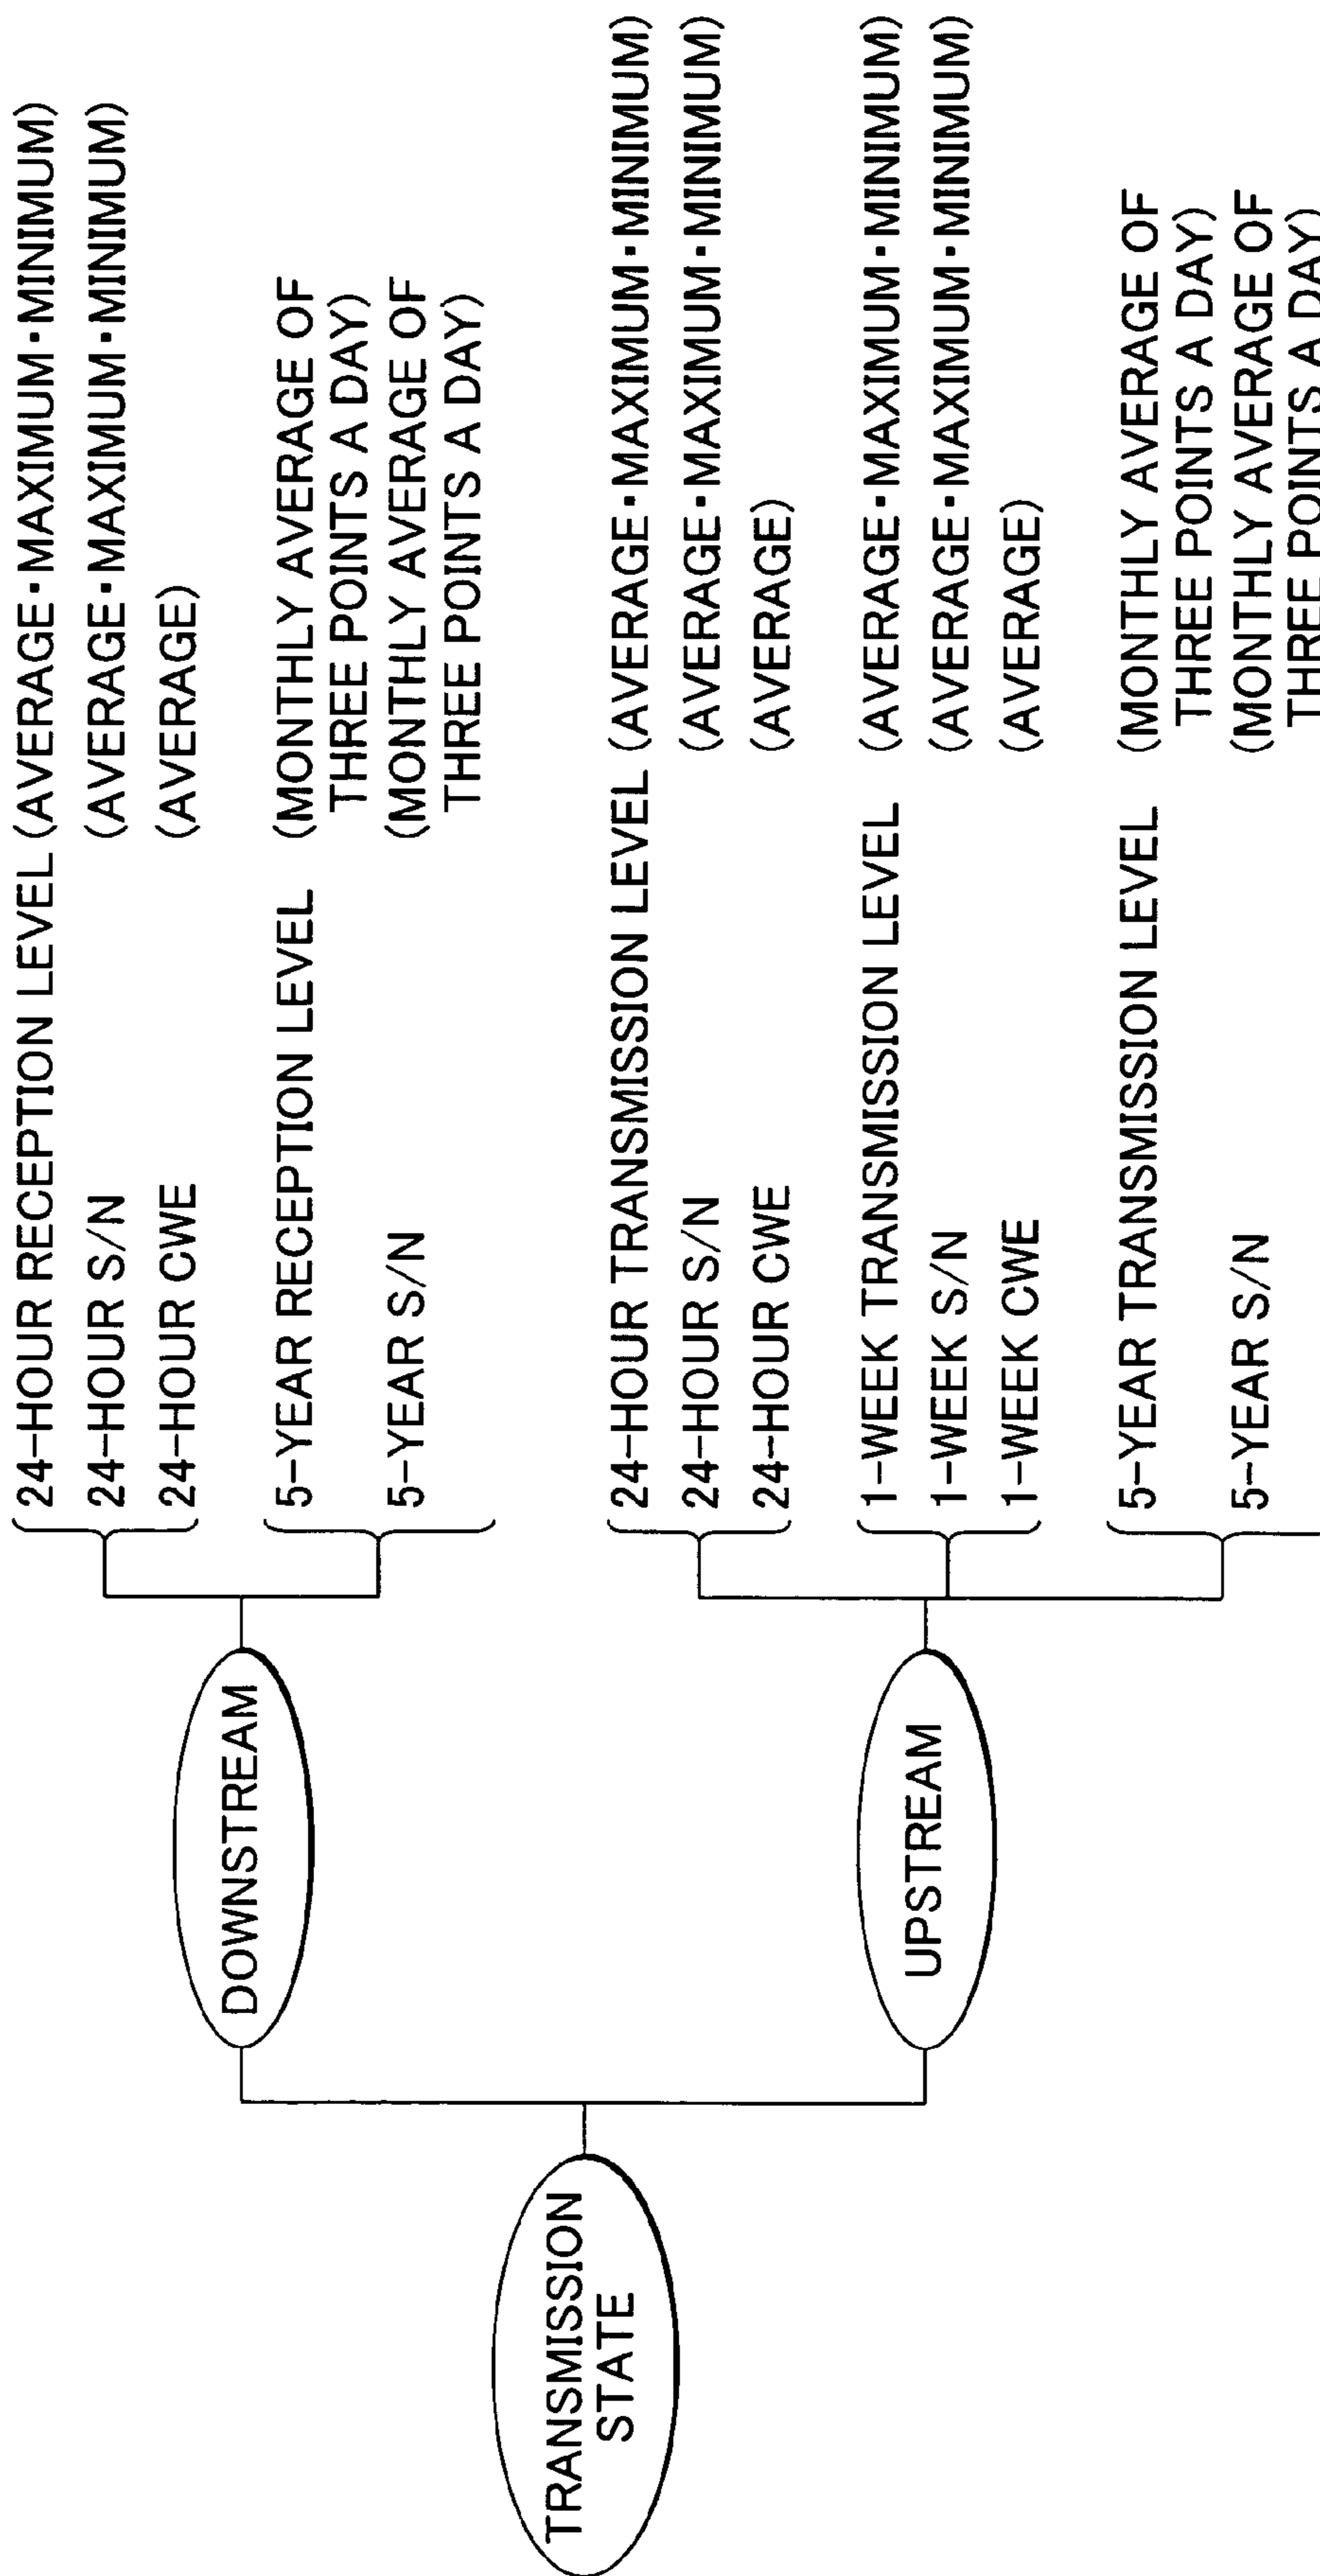 TRANSMISSION
STATE
DOWNSTREAM
24-HOUR RECEPTION LEVEL (AVERAGE・MAXIMUM・MINIMUM)
24-HOUR S/N (AVERAGE・MAXIMUM・MINIMUM)
24-HOUR CWE (AVERAGE)
5-YEAR RECEPTION LEVEL (MONTHLY AVERAGE OF
THREE POINTS A DAY)
5-YEAR S/N (MONTHLY AVERAGE OF
THREE POINTS A DAY)
UPSTREAM
24-HOUR TRANSMISSION LEVEL (AVERAGE・MAXIMUM・MINIMUM)
24-HOUR S/N (AVERAGE・MAXIMUM・MINIMUM)
24-HOUR CWE (AVERAGE)
1-WEEK TRANSMISSION LEVEL (AVERAGE・MAXIMUM・MINIMUM)
1-WEEK S/N (AVERAGE・MAXIMUM・MINIMUM)
1-WEEK CWE (AVERAGE)
5-YEAR TRANSMISSION LEVEL (MONTHLY AVERAGE OF
THREE POINTS A DAY)
5-YEAR S/N (MONTHLY AVERAGE OF
THREE POINTS A DAY)